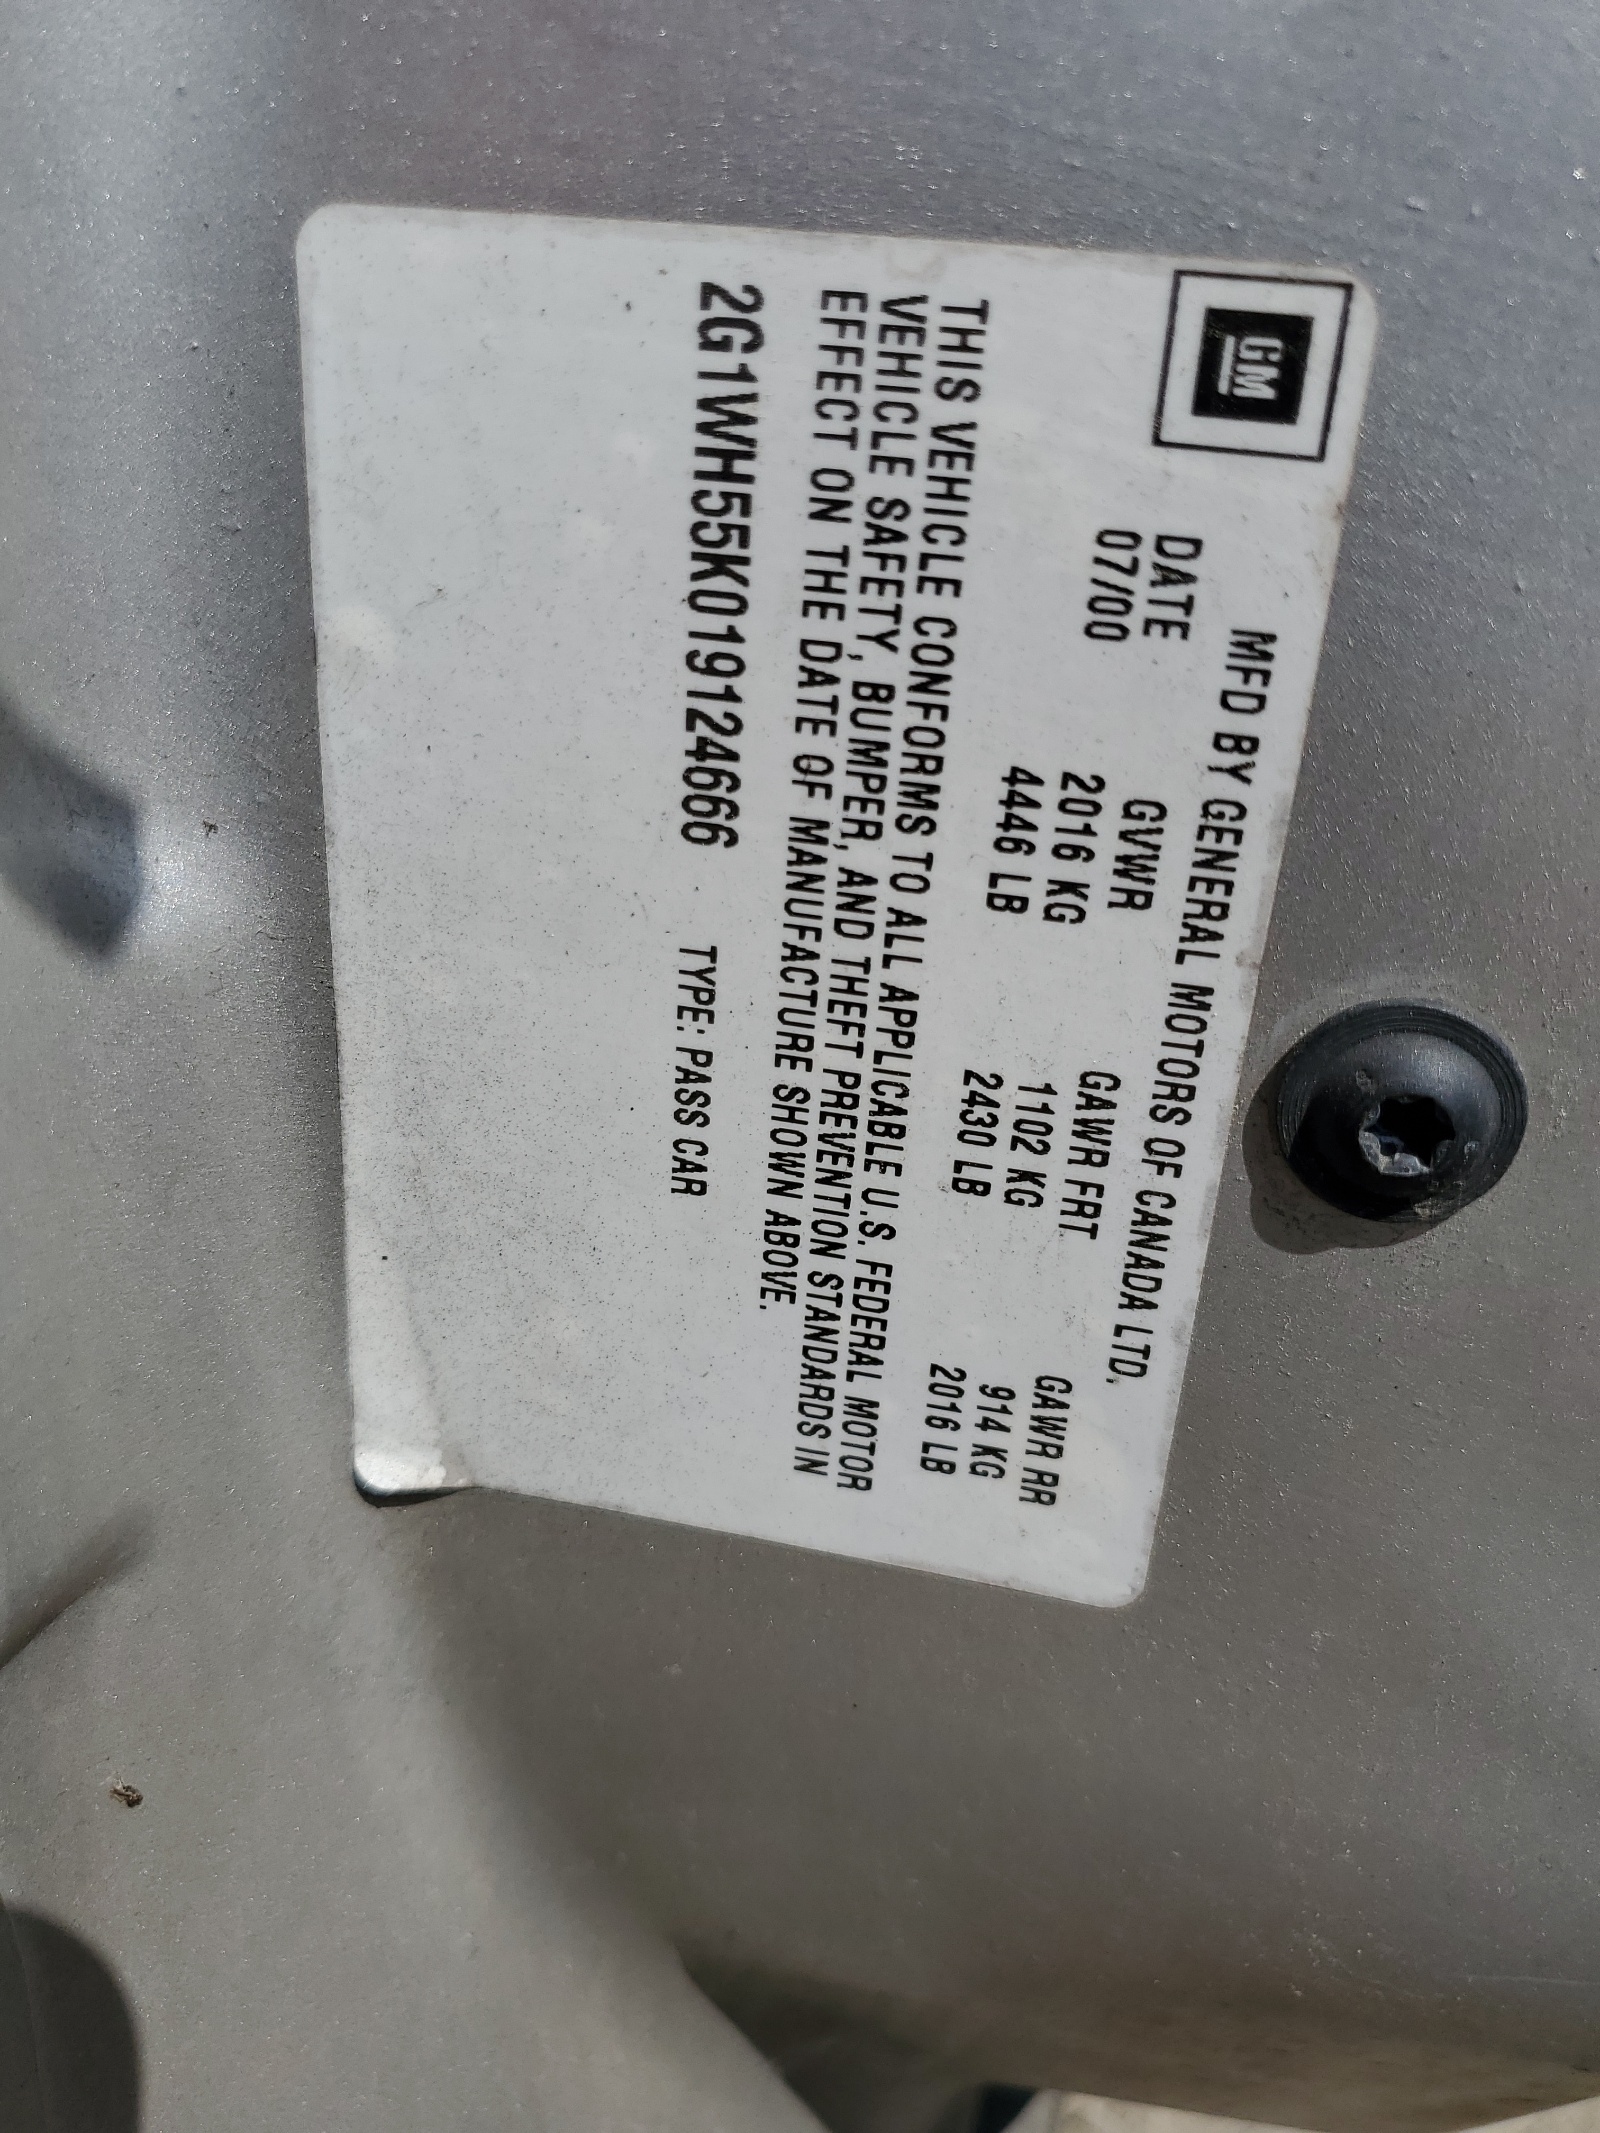 GM
MFD BY GENERAL MOTORS OF CANADA LTD.
DATE GVWR GAWR FRT GAWR RR
07/00 2016 KG 1102 KG 914 KG
4446 LB 2430 LB 2016 LB
THIS VEHICLE CONFORMS TO ALL APPLICABLE U.S. FEDERAL MOTOR
VEHICLE SAFETY, BUMPER, AND THEFT PREVENTION STANDARDS IN
EFFECT ON THE DATE OF MANUFACTURE SHOWN ABOVE.
2G1WH55K019124666 TYPE: PASS CAR